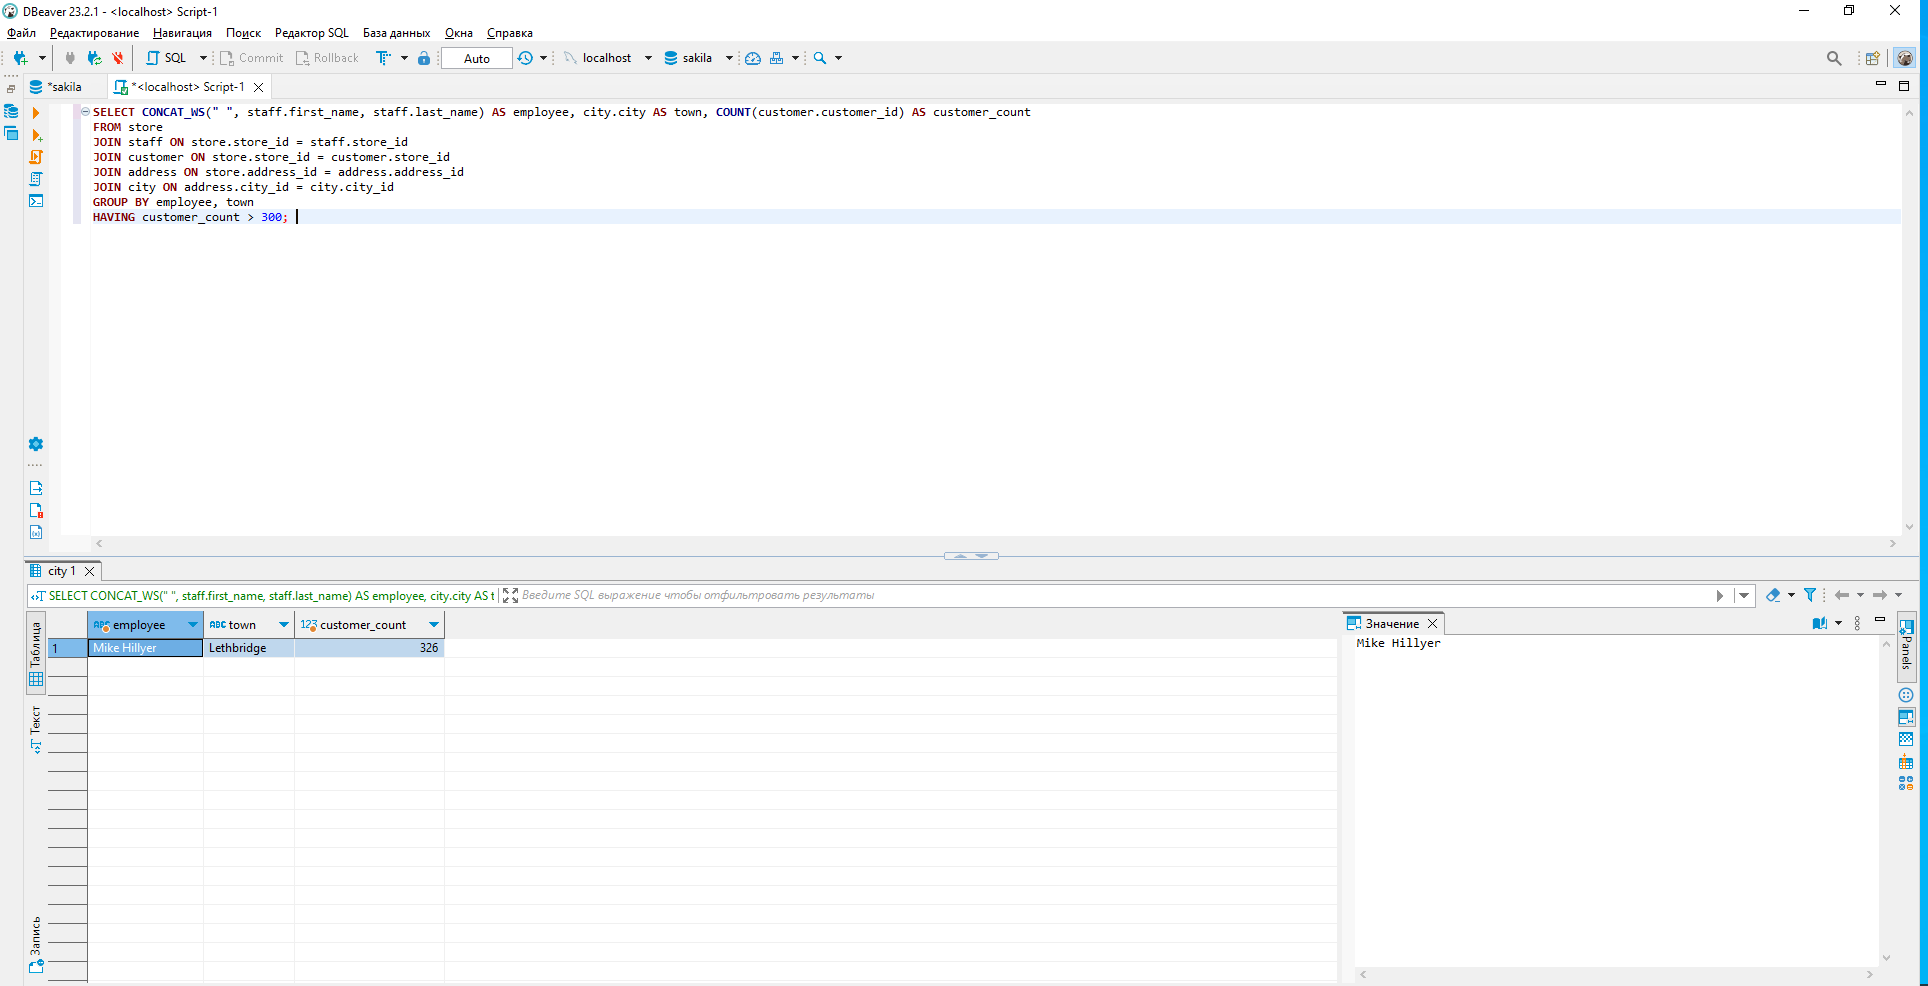 DBeaver 23.2.1 - <localhost> Script-1
Файл Редактирование Навигация Поиск Редактор SQL База данных Окна Справка
SQL Commit Rollback Auto localhost sakila
*sakila *<localhost> Script-1
SELECT CONCAT_WS(" ", staff.first_name, staff.last_name) AS employee, city.city AS town, COUNT(customer.customer_id) AS customer_count
FROM store
JOIN staff ON store.store_id = staff.store_id
JOIN customer ON store.store_id = customer.store_id
JOIN address ON store.address_id = address.address_id
JOIN city ON address.city_id = city.city_id
GROUP BY employee, town
HAVING customer_count > 300;
city 1
SELECT CONCAT_WS(" ", staff.first_name, staff.last_name) AS employee, city.city AS t Введите SQL выражение чтобы отфильтровать результаты
Таблица
Текст
Запись
ABC employee ABC town 123 customer_count
1 Mike Hillyer Lethbridge 326
Значение
Mike Hillyer
Panels